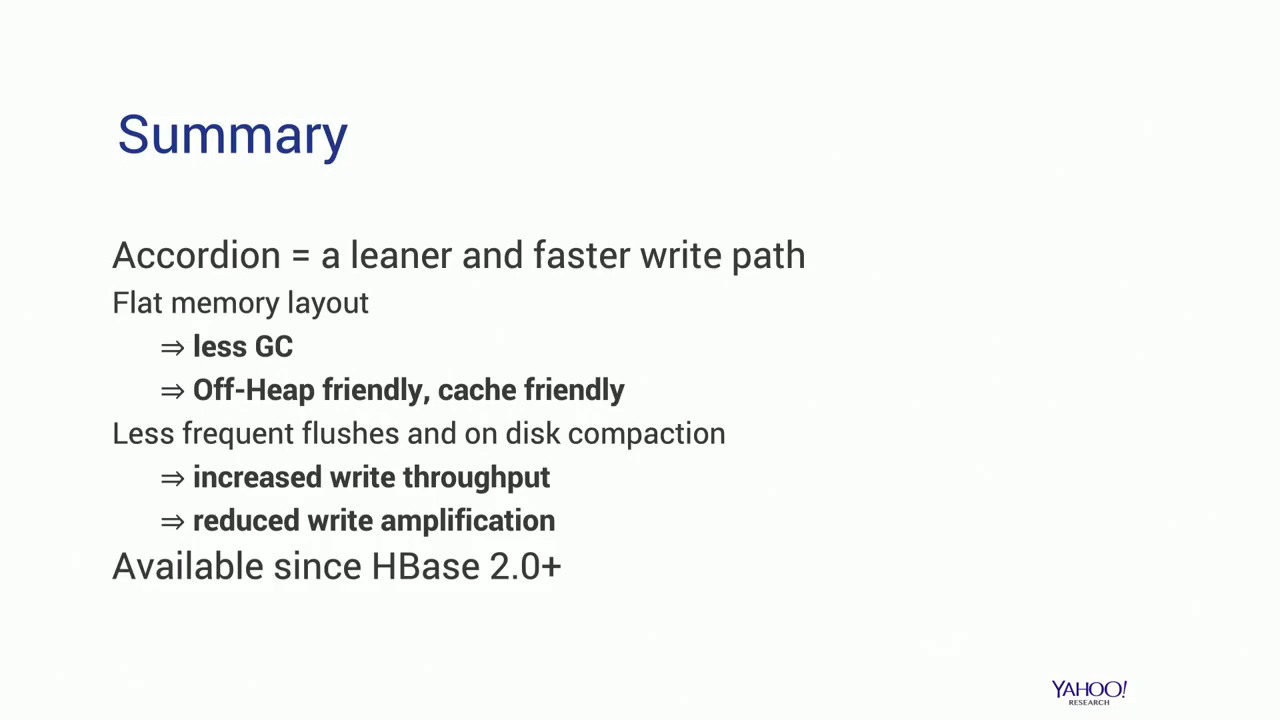 Summary
Accordion = a leaner and faster write path
Flat memory layout
⇒ less GC
⇒ Off-Heap friendly, cache friendly
Less frequent flushes and on disk compaction
⇒ increased write throughput
⇒ reduced write amplification
Available since HBase 2.0+
YAHOO!
RESEARCH